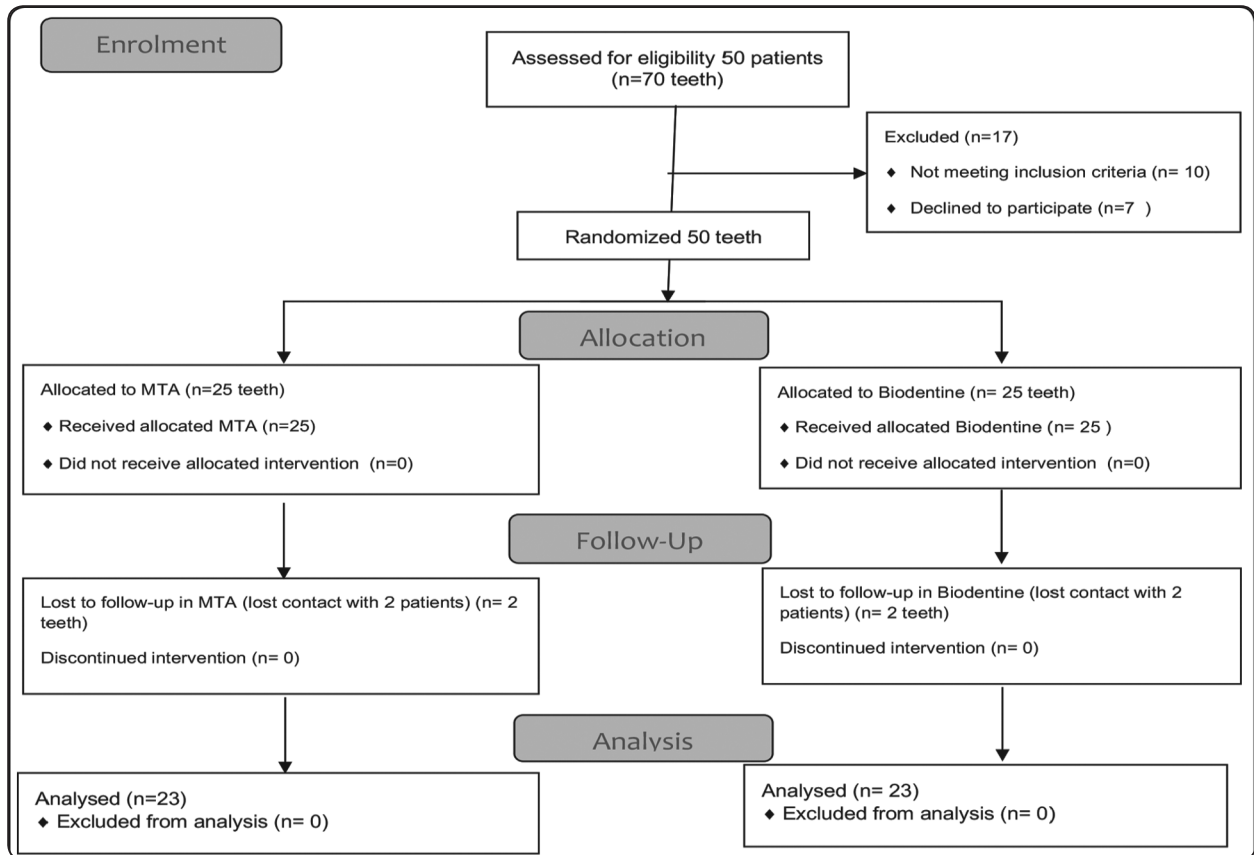 Enrolment
Assessed for eligibility 50 patients
(n=70 teeth)
Excluded (n=17)
♦ Not meeting inclusion criteria (n= 10)
♦ Declined to participate (n=7 )
Randomized 50 teeth
Allocation
Allocated to MTA (n=25 teeth)
♦ Received allocated MTA (n=25)
♦ Did not receive allocated intervention (n=0)
Allocated to Biodentine (n= 25 teeth)
♦ Received allocated Biodentine (n= 25 )
♦ Did not receive allocated intervention (n=0)
Follow-Up
Lost to follow-up in MTA (lost contact with 2 patients) (n= 2
teeth)
Discontinued intervention (n= 0)
Lost to follow-up in Biodentine (lost contact with 2
patients) (n= 2 teeth)
Discontinued intervention (n= 0)
Analysis
Analysed (n=23)
♦ Excluded from analysis (n= 0)
Analysed (n= 23)
♦ Excluded from analysis (n= 0)